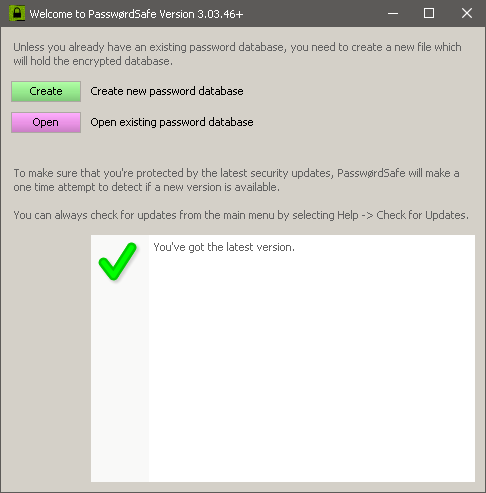 Welcome to PasswørdSafe Version 3.03.46+
Unless you already have an existing password database, you need to create a new file which
will hold the encrypted database.
Create Create new password database
Open Open existing password database
To make sure that you're protected by the latest security updates, PasswørdSafe will make a
one time attempt to detect if a new version is available.
You can always check for updates from the main menu by selecting Help -> Check for Updates.
You've got the latest version.